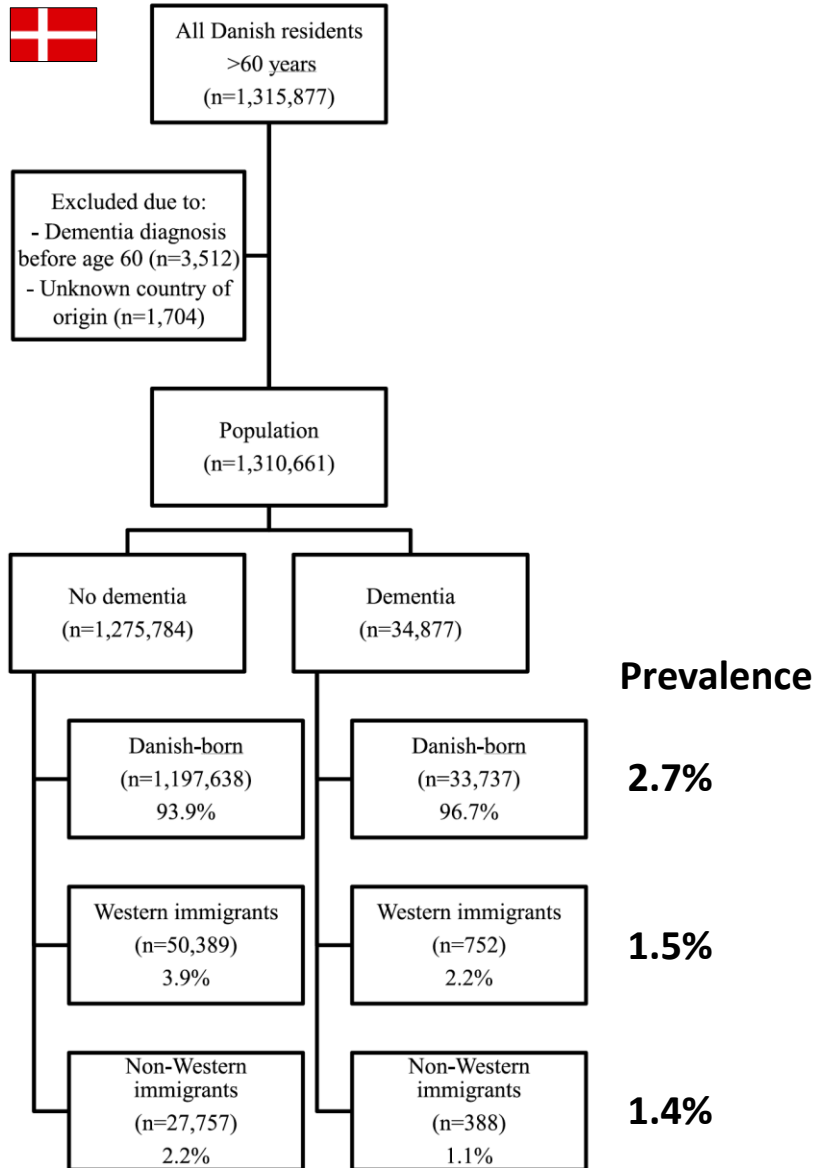 All Danish residents
>60 years
(n=1,315,877)
Excluded due to:
- Dementia diagnosis
before age 60 (n=3,512)
- Unknown country of
origin (n=1,704)
Population
(n=1,310,661)
No dementia
(n=1,275,784)
Dementia
(n=34,877)
Prevalence
Danish-born
(n=1,197,638)
93.9%
Danish-born
(n=33,737)
96.7%
2.7%
Western immigrants
(n=50,389)
3.9%
Western immigrants
(n=752)
2.2%
1.5%
Non-Western
immigrants
(n=27,757)
2.2%
Non-Western
immigrants
(n=388)
1.1%
1.4%